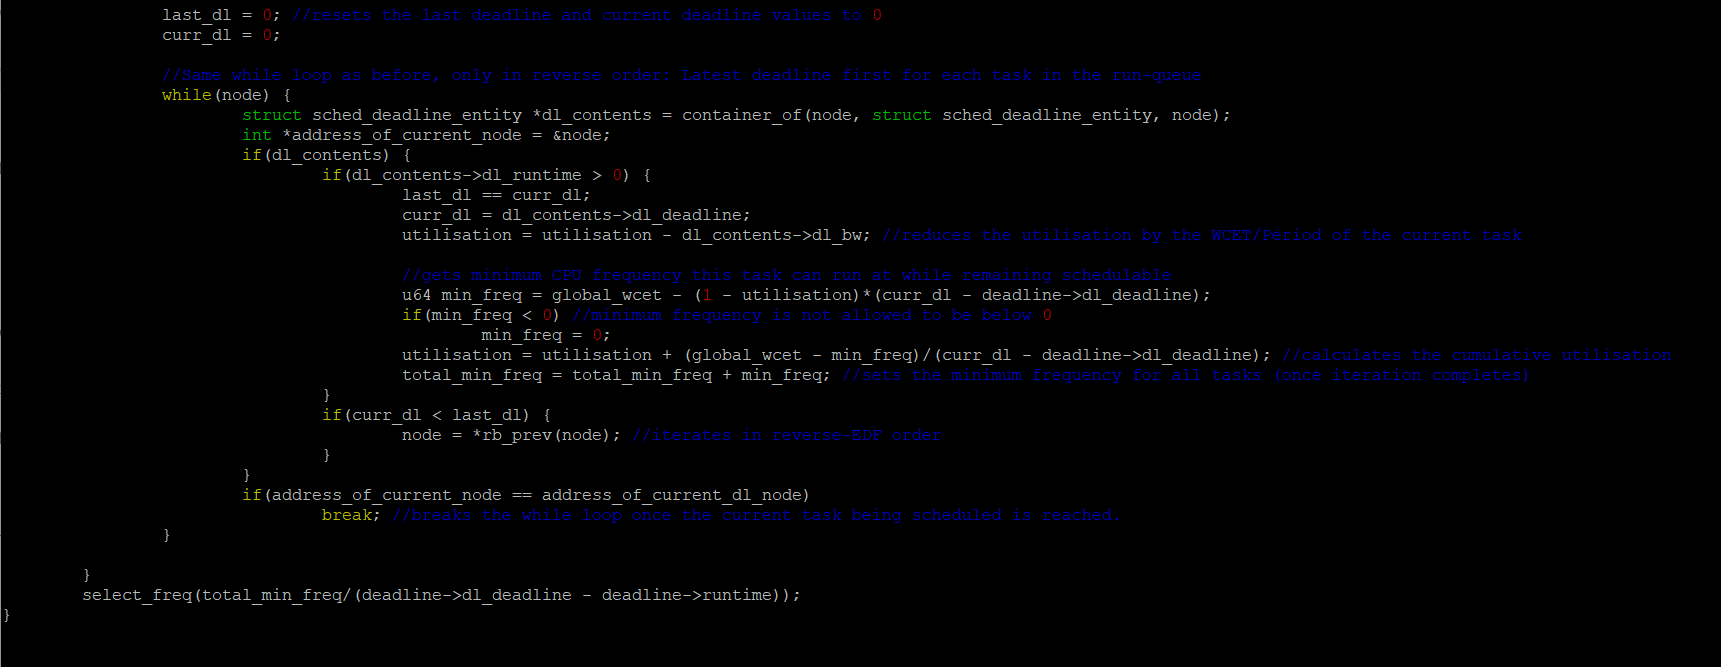 last_dl = 0; //resets the last deadline and current deadline values to 0
curr_dl = 0;
//Same while loop as before, only in reverse order: Latest deadline first for each task in the run-queue
while(node) {
struct sched_deadline_entity *dl_contents = container_of(node, struct sched_deadline_entity, node);
int *address_of_current_node = &node;
if(dl_contents) {
if(dl_contents->dl_runtime > 0) {
last_dl == curr_dl;
curr_dl = dl_contents->dl_deadline;
utilisation = utilisation - dl_contents->dl_bw; //reduces the utilisation by the WCET/Period of the current task
//gets minimum CPU frequency this task can run at while remaining schedulable
u64 min_freq = global_wcet - (1 - utilisation)*(curr_dl - deadline->dl_deadline);
if(min_freq < 0) //minimum frequency is not allowed to be below 0
min_freq = 0;
utilisation = utilisation + (global_wcet - min_freq)/(curr_dl - deadline->dl_deadline); //calculates the cumulative utilisation
total_min_freq = total_min_freq + min_freq; //sets the minimum frequency for all tasks (once iteration completes)
}
if(curr_dl < last_dl) {
node = *rb_prev(node); //iterates in reverse-EDF order
}
}
if(address_of_current_node == address_of_current_dl_node)
break; //breaks the while loop once the current task being scheduled is reached.
}
}
select_freq(total_min_freq/(deadline->dl_deadline - deadline->runtime));
}